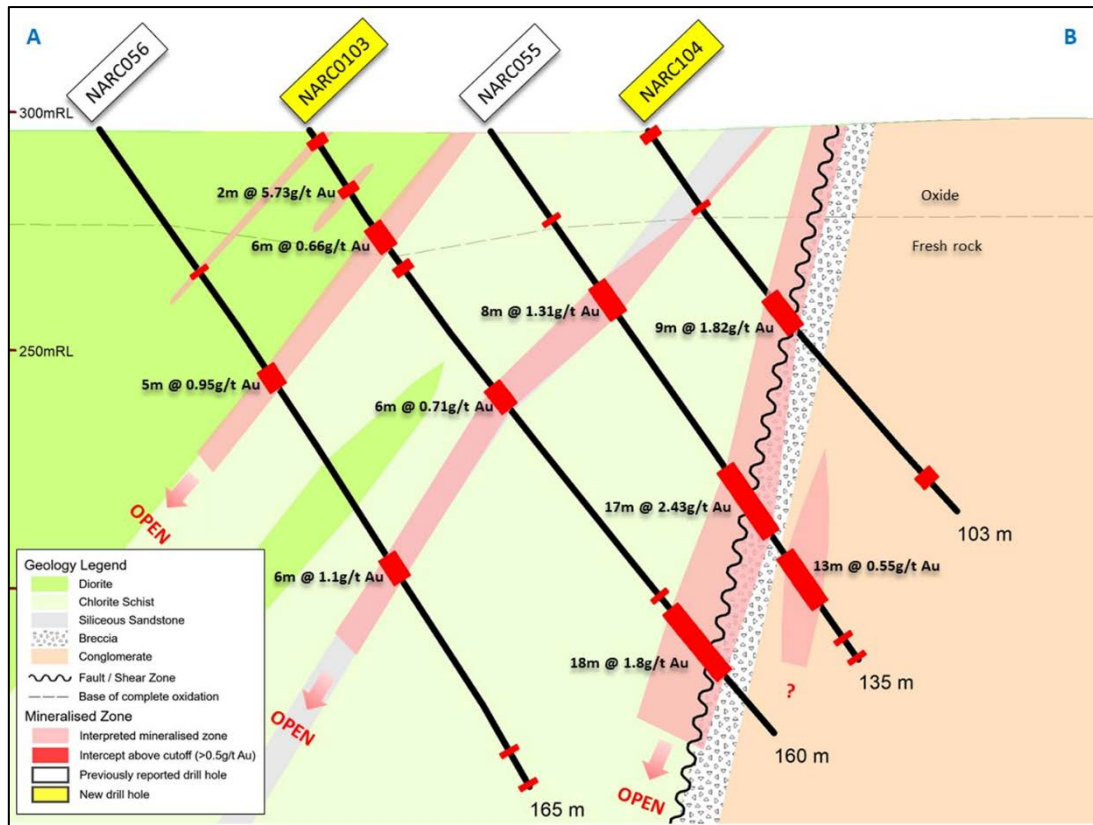 A
B
NARC056
NARC0103
NARC055
NARC104
300mRL
2m @ 5.73g/t Au
Oxide
6m @ 0.66g/t Au
Fresh rock
8m @ 1.31g/t Au
9m @ 1.82g/t Au
250mRL
5m @ 0.95g/t Au
6m @ 0.71g/t Au
OPEN
17m @ 2.43g/t Au
103 m
13m @ 0.55g/t Au
6m @ 1.1g/t Au
18m @ 1.8g/t Au
?
135 m
OPEN
160 m
OPEN
165 m
Geology Legend
Diorite
Chlorite Schist
Siliceous Sandstone
Breccia
Conglomerate
Fault / Shear Zone
Base of complete oxidation
Mineralised Zone
Interpreted mineralised zone
Intercept above cutoff (>0.5g/t Au)
Previously reported drill hole
New drill hole